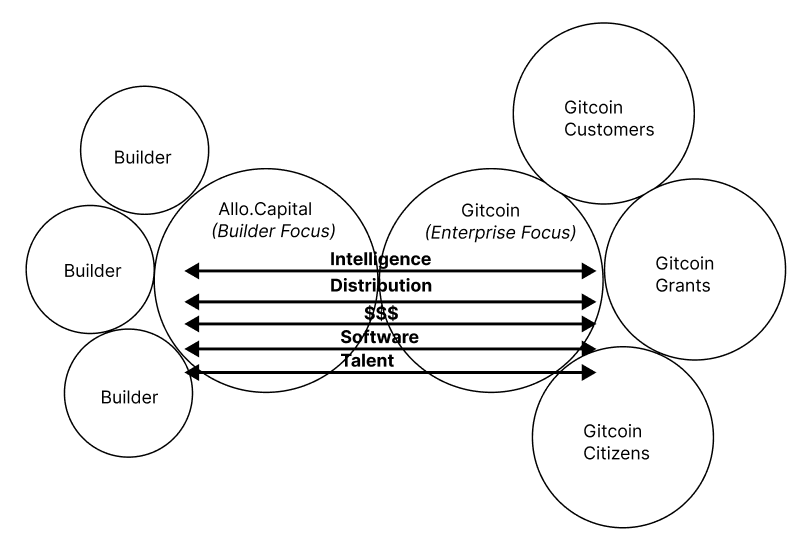 Gitcoin
Customers
Builder
Allo.Capital
(Builder Focus)
Gitcoin
(Enterprise Focus)
Intelligence
Distribution
$$$
Software
Talent
Builder
Gitcoin
Grants
Builder
Gitcoin
Citizens